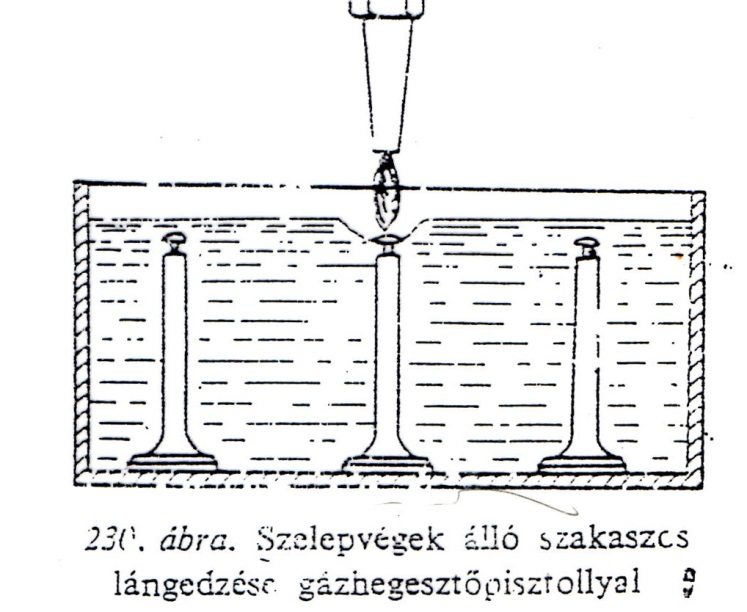 230. ábra. Szelepvégek álló szakaszos
lángedzése gázhegesztőpisztollyal